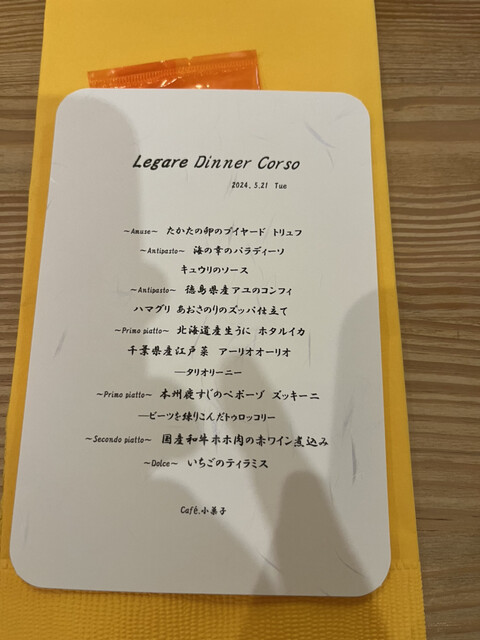 Legare Dinner Corso
2024.5.21 Tue
~Amuse~ たかたの卵のブイヤード トリュフ
~Antipasto~ 海の幸のパラディーソ
キュウリのソース
~Antipasto~ 徳島県産アユのコンフィ
ハマグリ あおさのりのズッパ仕立て
~Primo piatto~ 北海道産生うに ホタルイカ
千葉県産江戸菜 アーリオオーリオ
―タリオリーニー
~Primo piatto~ 本州鹿すじのペポーゾ ズッキーニ
―ビーツを練りこんだトロッコリー
~Secondo piatto~ 国産和牛ホホ肉の赤ワイン煮込み
~Dolce~ いちごのティラミス
Café.小菓子